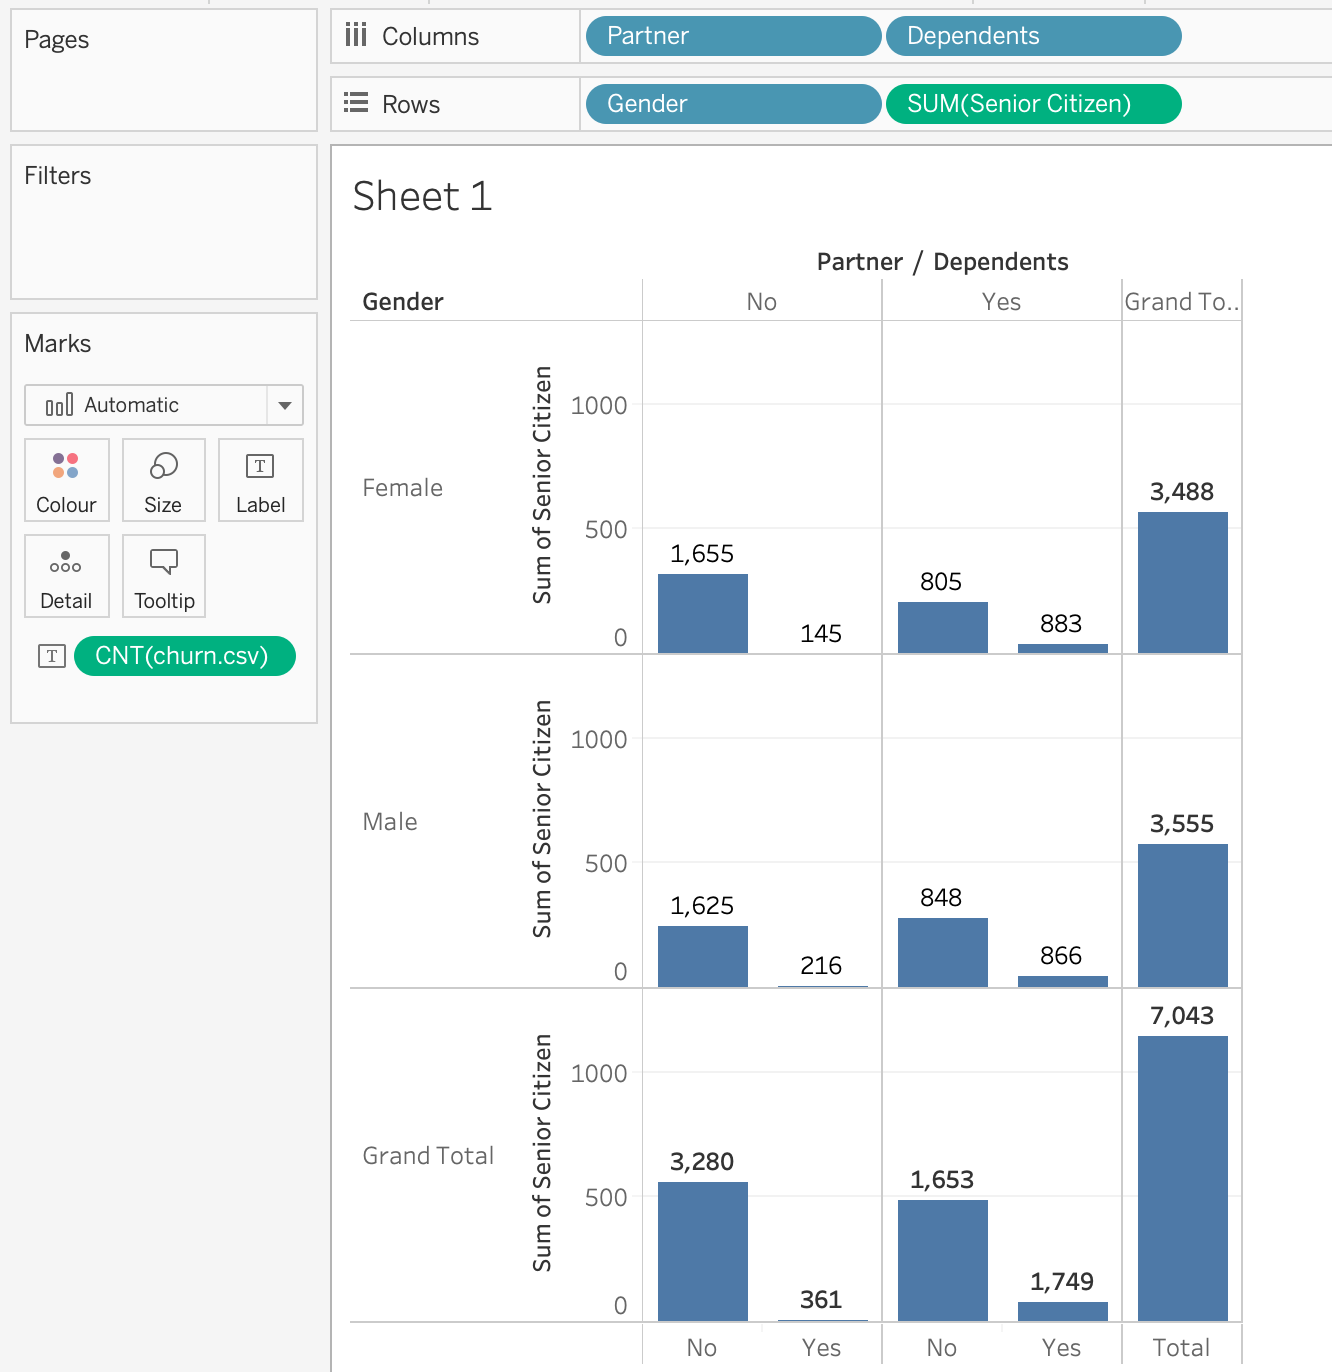 Pages
Columns
Partner
Dependents
Rows
Gender
SUM(Senior Citizen)
Filters
Marks
Automatic
Colour
Size
T
Label
Detail
Tooltip
T
CNT(churn.csv)
Sheet 1
Partner / Dependents
Gender
No
Yes
Grand To..
Female
Sum of Senior Citizen
1000
500
0
1,655
145
805
883
3,488
Male
Sum of Senior Citizen
1000
500
0
1,625
216
848
866
3,555
Grand Total
Sum of Senior Citizen
1000
500
0
3,280
361
1,653
1,749
7,043
No
Yes
No
Yes
Total